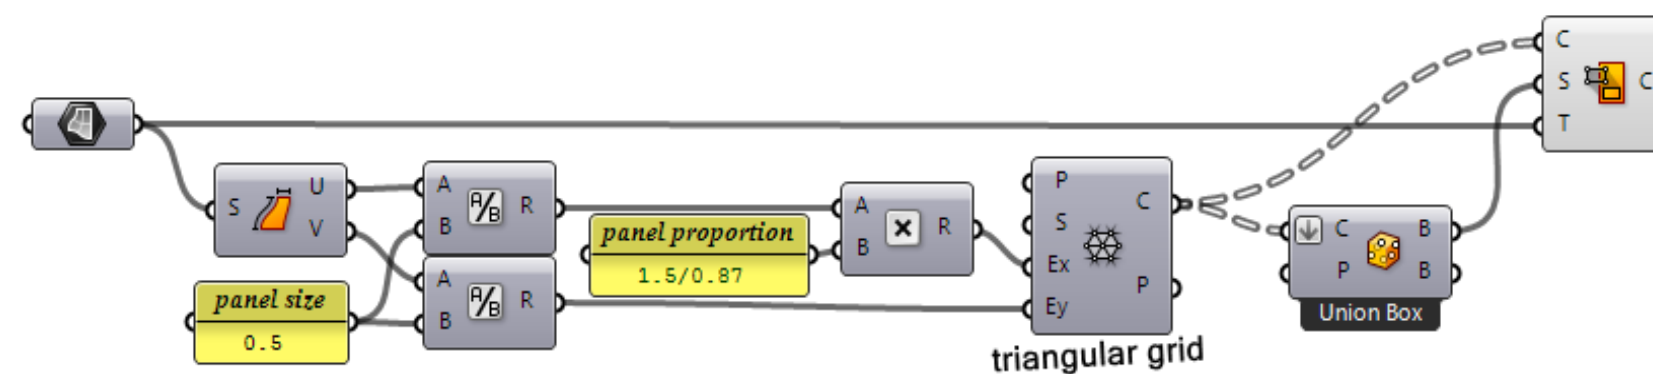 C
S
C
T
U
S
V
A
R
B
A
R
B
panel size
0.5
panel proportion
1.5/0.87
A
R
B
P
C
S
Ex
P
Ey
triangular grid
C B
P B
Union Box